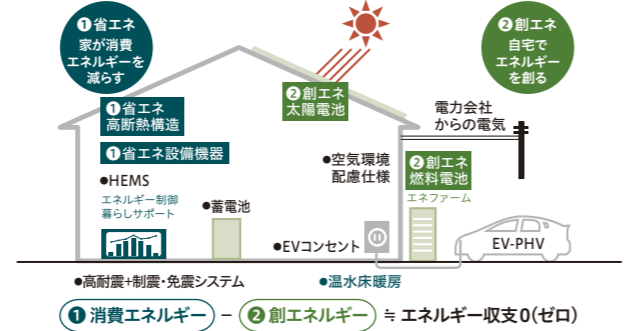 ❶省エネ
家が消費
エネルギーを
減らす
❷創エネ
自宅で
エネルギー
を創る
❷創エネ
太陽電池
❶省エネ
高断熱構造
電力会社
からの電気
❶省エネ設備機器
●空気環境
配慮仕様
❷創エネ
燃料電池
エネファーム
●HEMS
エネルギー制御
暮らしサポート
●蓄電池
●EVコンセント
EV-PHV
●高耐震+制震・免震システム
●温水床暖房
❶消費エネルギー − ❷創エネルギー ≒ エネルギー収支0(ゼロ)